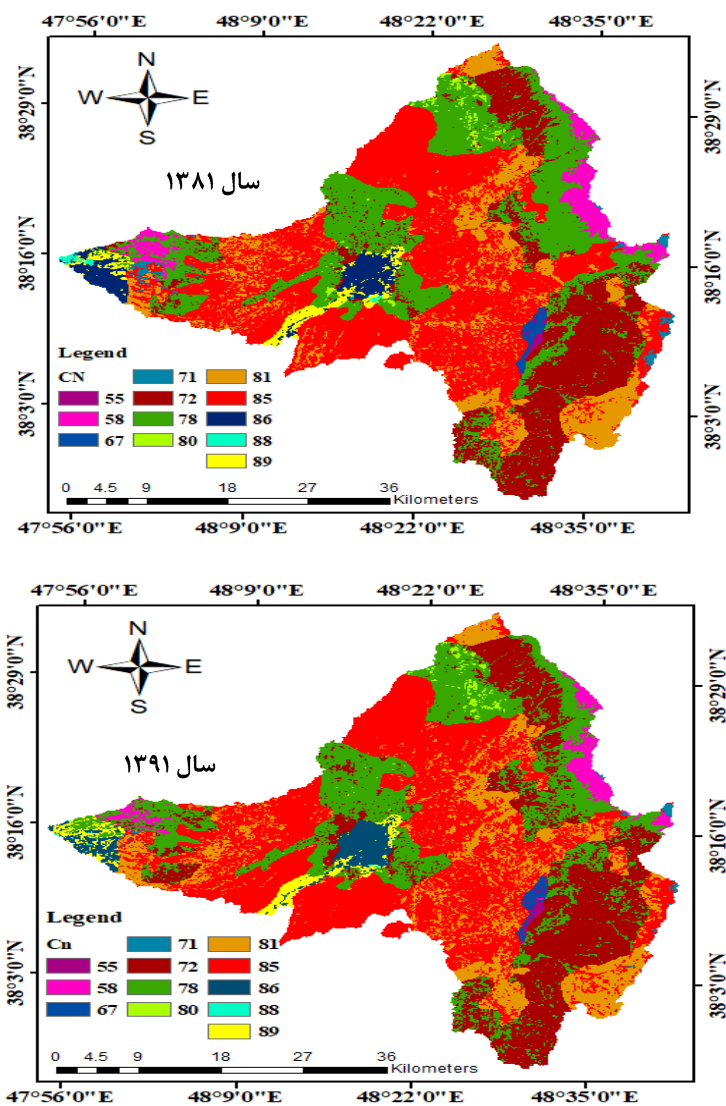 47°56'0"E 48°9'0"E 48°22'0"E 48°35'0"E
N
W E
S
38°29'0"N 38°29'0"N
سال ۱۳۸۱
38°16'0"N 38°16'0"N
38°3'0"N 38°3'0"N
Legend
CN 71 81
55 72 85
58 78 86
67 80 88
89
0 4.5 9 18 27 36
Kilometers
47°56'0"E 48°9'0"E 48°22'0"E 48°35'0"E
47°56'0"E 48°9'0"E 48°22'0"E 48°35'0"E
N
W E
S
38°29'0"N 38°29'0"N
سال ۱۳۹۱
38°16'0"N 38°16'0"N
38°3'0"N 38°3'0"N
Legend
Cn 71 81
55 72 85
58 78 86
67 80 88
89
0 4.5 9 18 27 36
Kilometers
47°56'0"E 48°9'0"E 48°22'0"E 48°35'0"E